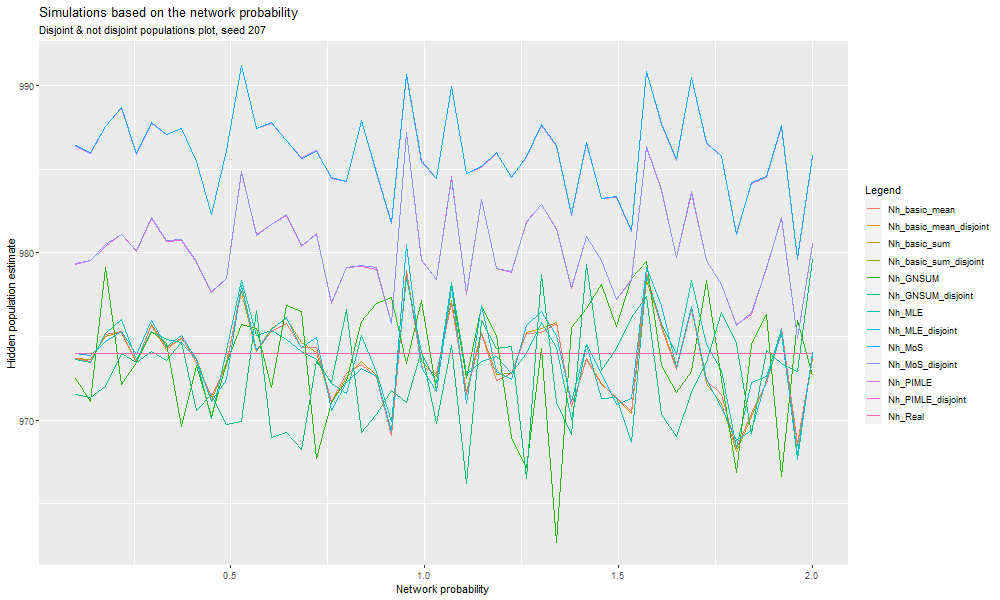 Simulations based on the network probability
Disjoint & not disjoint populations plot, seed 207
Hidden population estimate
990
980
970
0.5
1.0
1.5
2.0
Network probability
Legend
Nh_basic_mean
Nh_basic_mean_disjoint
Nh_basic_sum
Nh_basic_sum_disjoint
Nh_GNSUM
Nh_GNSUM_disjoint
Nh_MLE
Nh_MLE_disjoint
Nh_MoS
Nh_MoS_disjoint
Nh_PIMLE
Nh_PIMLE_disjoint
Nh_Real